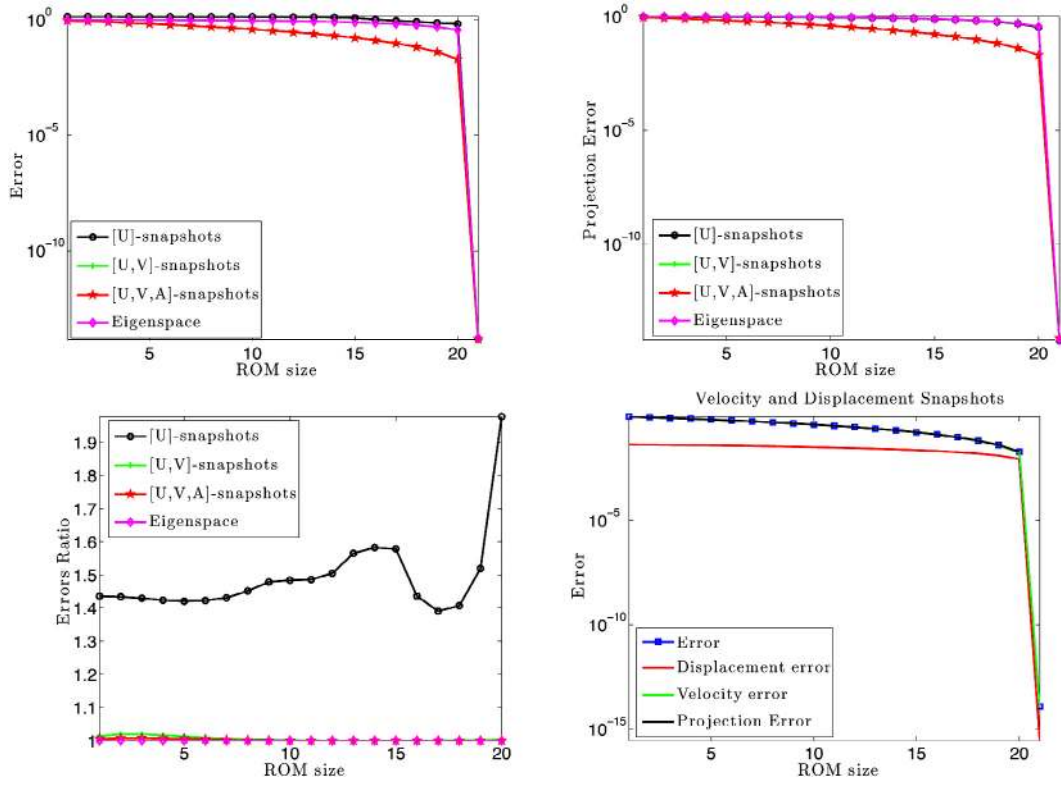 10^0
10^-5
10^-10
Error
[U]-snapshots
[U,V]-snapshots
[U,V,A]-snapshots
Eigenspace
5 10 15 20
ROM size
10^0
10^-5
10^-10
Projection Error
[U]-snapshots
[U,V]-snapshots
[U,V,A]-snapshots
Eigenspace
5 10 15 20
ROM size
1.9
1.8
1.7
1.6
1.5
1.4
1.3
1.2
1.1
1
Errors Ratio
[U]-snapshots
[U,V]-snapshots
[U,V,A]-snapshots
Eigenspace
5 10 15 20
ROM size
Velocity and Displacement Snapshots
10^-5
10^-10
10^-15
Error
Error
Displacement error
Velocity error
Projection Error
5 10 15 20
ROM size